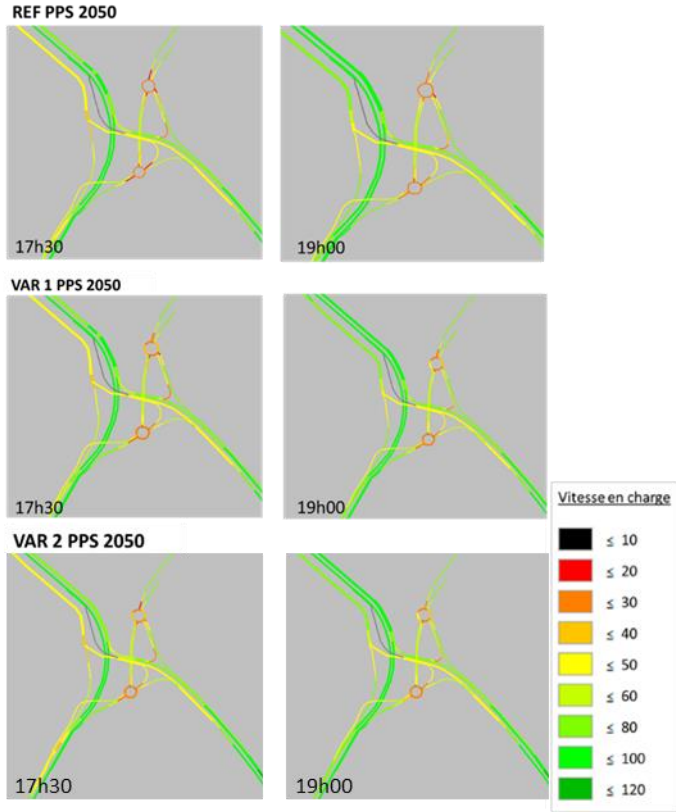 REF PPS 2050
17h30
19h00
VAR 1 PPS 2050
17h30
19h00
VAR 2 PPS 2050
17h30
19h00
Vitesse en charge
≤ 10
≤ 20
≤ 30
≤ 40
≤ 50
≤ 60
≤ 80
≤ 100
≤ 120